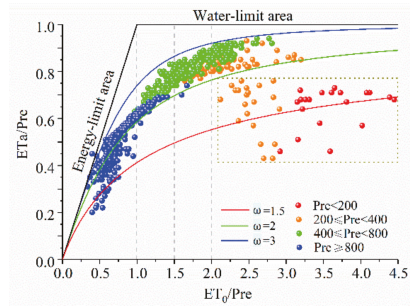 Water-limit area
Energy-limit area
ETa/Pre
1.0
0.8
0.6
0.4
0.2
0.0
ω=1.5
ω=2
ω=3
Prc<200
200≤Pre<400
400≤Pre<800
Prc≥800
0.0 0.5 1.0 1.5 2.0 2.5 3.0 3.5 4.0 4.5
ET₀/Pre